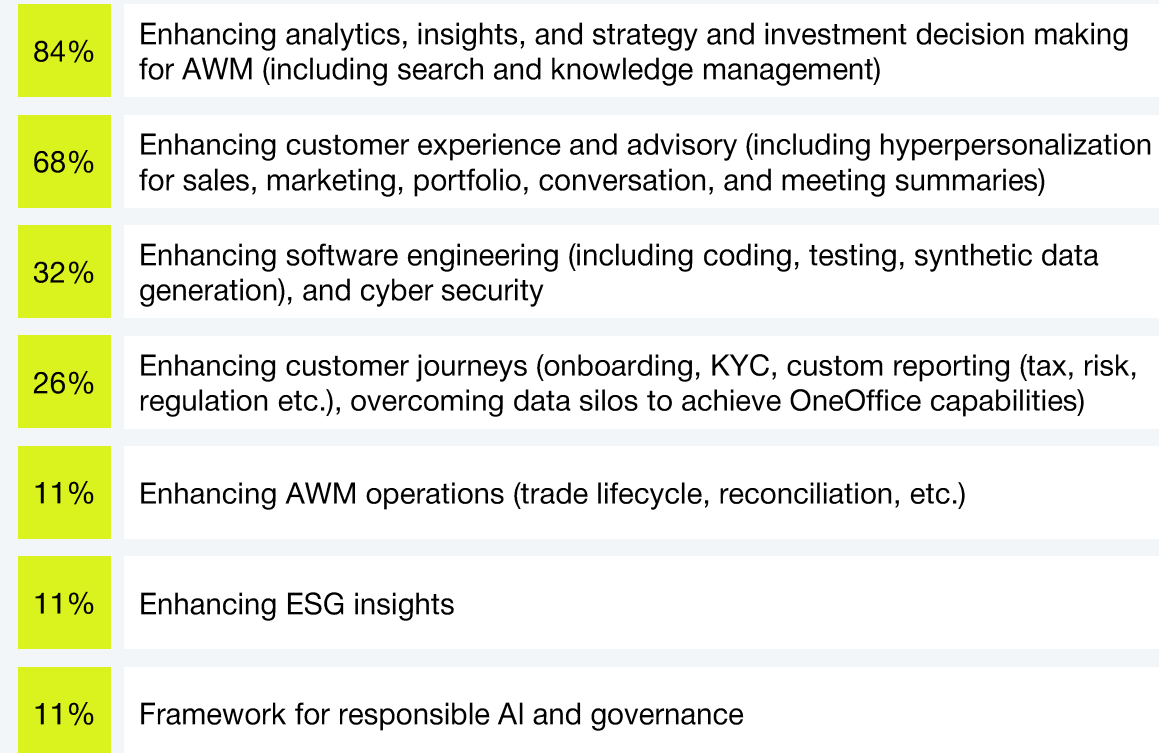 84%
Enhancing analytics, insights, and strategy and investment decision making
for AWM (including search and knowledge management)
68%
Enhancing customer experience and advisory (including hyperpersonalization
for sales, marketing, portfolio, conversation, and meeting summaries)
32%
Enhancing software engineering (including coding, testing, synthetic data
generation), and cyber security
26%
Enhancing customer journeys (onboarding, KYC, custom reporting (tax, risk,
regulation etc.), overcoming data silos to achieve OneOffice capabilities)
11%
Enhancing AWM operations (trade lifecycle, reconciliation, etc.)
11%
Enhancing ESG insights
11%
Framework for responsible AI and governance